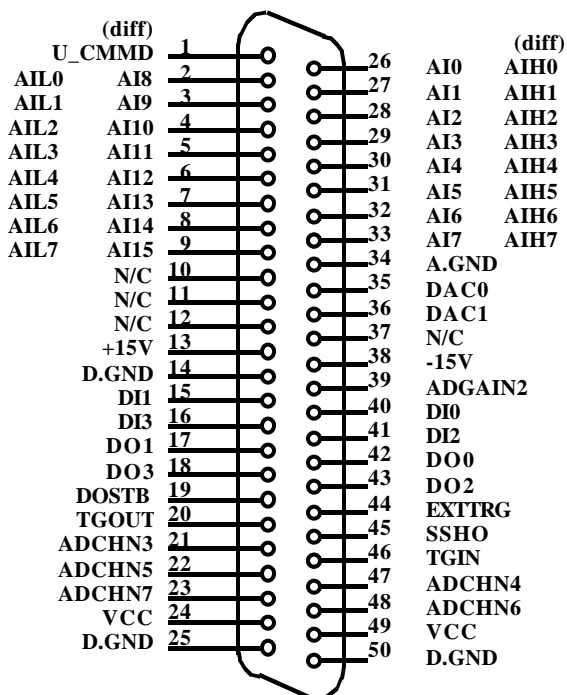 (diff)
U_CMMD 1
AIL0 AI8 2
AIL1 AI9 3
AIL2 AI10 4
AIL3 AI11 5
AIL4 AI12 6
AIL5 AI13 7
AIL6 AI14 8
AIL7 AI15 9
N/C 10
N/C 11
N/C 12
+15V 13
D.GND 14
DI1 15
DI3 16
DO1 17
DO3 18
DOSTB 19
TGOUT 20
ADCHN3 21
ADCHN5 22
ADCHN7 23
VCC 24
D.GND 25
(diff)
26 AI0 AIH0
27 AI1 AIH1
28 AI2 AIH2
29 AI3 AIH3
30 AI4 AIH4
31 AI5 AIH5
32 AI6 AIH6
33 AI7 AIH7
34 A.GND
35 DAC0
36 DAC1
37 N/C
38 -15V
39 ADGAIN2
40 DI0
41 DI2
42 DO0
43 DO2
44 EXTTRG
45 SSHO
46 TGIN
47 ADCHN4
48 ADCHN6
49 VCC
50 D.GND